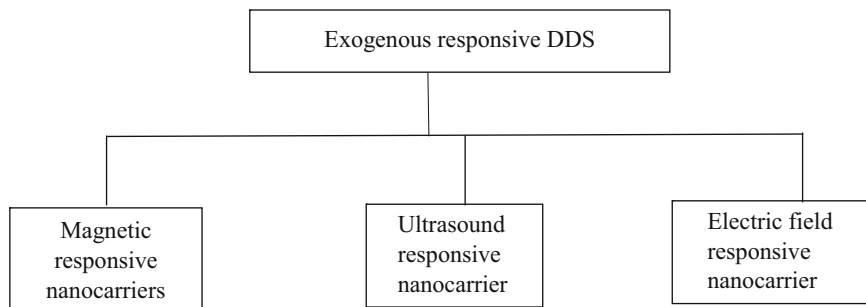 Exogenous responsive DDS
Magnetic
responsive
nanocarriers
Ultrasound
responsive
nanocarrier
Electric field
responsive
nanocarrier